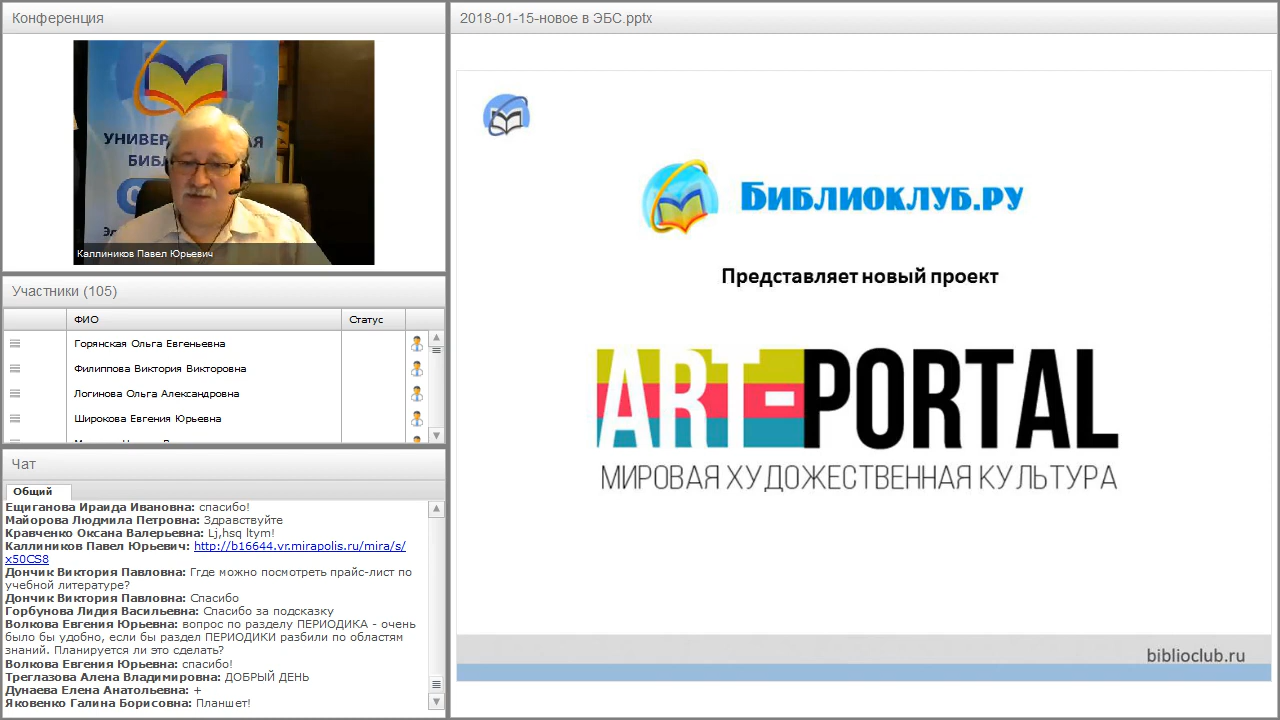 Конференция
УНИВЕР
АЯ
БИБЛ
Каллиников Павел Юрьевич
Участники (105)
ФИО
Статус
Горянская Ольга Евгеньевна
Филиппова Виктория Викторовна
Логинова Ольга Александровна
Широкова Евгения Юрьевна
Чат
Общий
Ещиганова Ираида Ивановна: спасибо!
Майорова Людмила Петровна: Здравствуйте
Кравченко Оксана Валерьевна: Lj,hsq ltym!
Каллиников Павел Юрьевич: http://b16644.vr.mirapolis.ru/mira/s/
x50CS8
Дончик Виктория Павловна: Ггде можно посмотреть прайс-лист по
учебной литературе?
Дончик Виктория Павловна: Спасибо
Горбунова Лидия Васильевна: Спасибо за подсказку
Волкова Евгения Юрьевна: вопрос по разделу ПЕРИОДИКА - очень
было бы удобно, если бы раздел ПЕРИОДИКИ разбили по областям
знаний. Планируется ли это сделать?
Волкова Евгения Юрьевна: спасибо!
Треглазова Алена Владимировна: ДОБРЫЙ ДЕНЬ
Дунаева Елена Анатольевна: +
Яковенко Галина Борисовна: Планшет!
2018-01-15-новое в ЭБС.pptx
Библиоклуб.ру
Представляет новый проект
ART-PORTAL
МИРОВАЯ ХУДОЖЕСТВЕННАЯ КУЛЬТУРА
biblioclub.ru